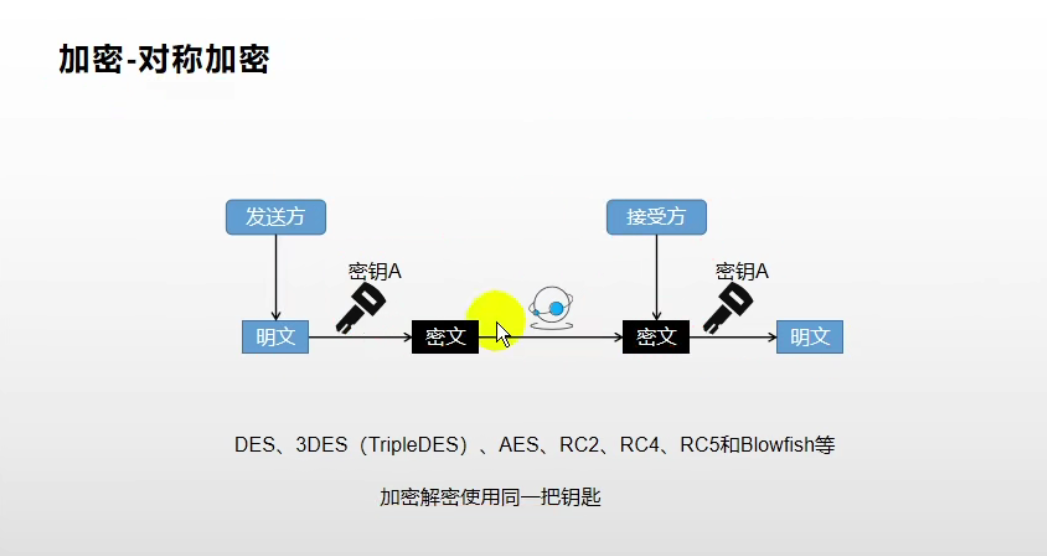 加密-对称加密
发送方
接受方
密钥A
密钥A
明文
密文
密文
明文
DES、3DES（TripleDES）、AES、RC2、RC4、RC5和Blowfish等
加密解密使用同一把钥匙